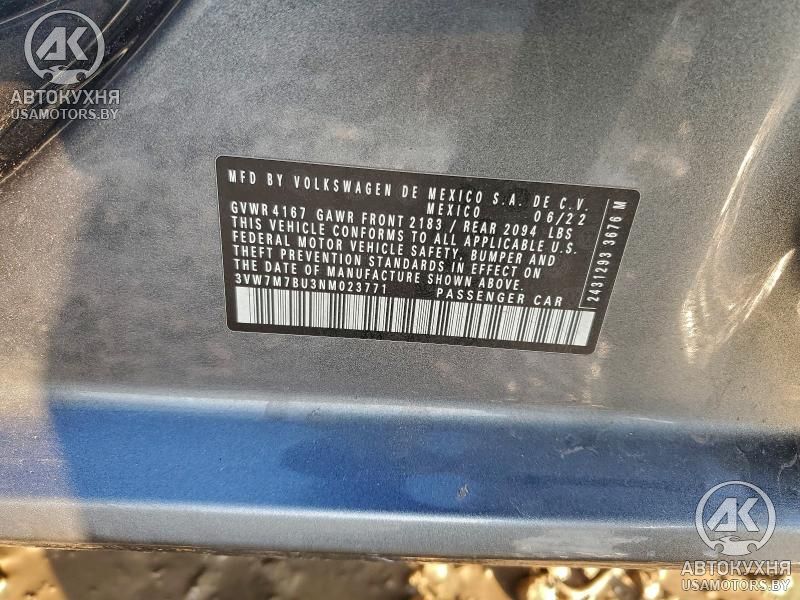 AK
АВТОКУХНЯ
USAMOTORS.BY
MFD BY VOLKSWAGEN DE MEXICO S.A. DE C.V.
MEXICO 06/22
GVWR 4167 GAWR FRONT 2183 / REAR 2094 LBS
THIS VEHICLE CONFORMS TO ALL APPLICABLE U.S.
FEDERAL MOTOR VEHICLE SAFETY, BUMPER AND
THEFT PREVENTION STANDARDS IN EFFECT ON
THE DATE OF MANUFACTURE SHOWN ABOVE.
3VW7M7BU3NM023771 PASSENGER CAR
2431293 3676 M
AK
АВТОКУХНЯ
USAMOTORS.BY